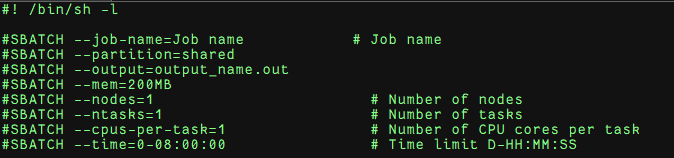 #! /bin/sh -l
#SBATCH --job-name=Job name # Job name
#SBATCH --partition=shared
#SBATCH --output=output_name.out
#SBATCH --mem=200MB
#SBATCH --nodes=1 # Number of nodes
#SBATCH --ntasks=1 # Number of tasks
#SBATCH --cpus-per-task=1 # Number of CPU cores per task
#SBATCH --time=0-08:00:00 # Time limit D-HH:MM:SS